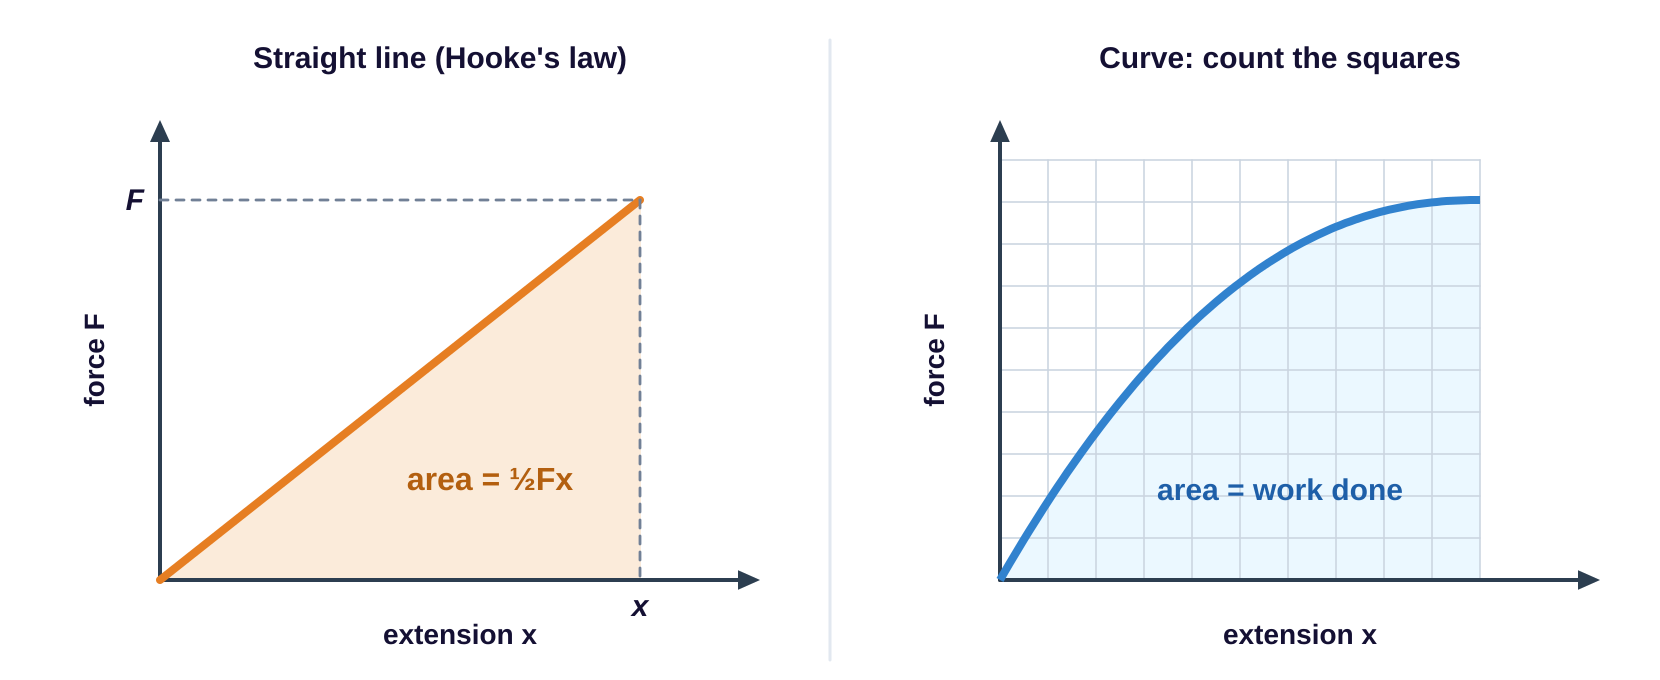 Straight line (Hooke's law)
F
force F
area = ½Fx
x
extension x
Curve: count the squares
force F
area = work done
extension x